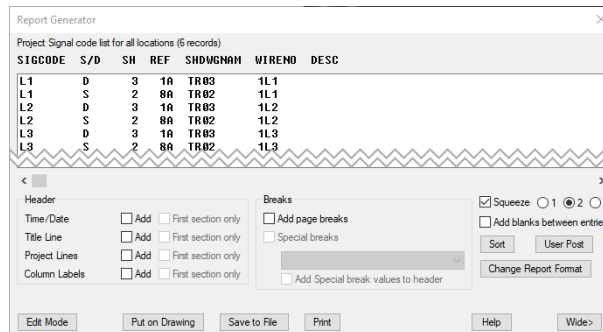 Report Generator
Project Signal code list for all locations (6 records)
SIGCODE S/D SH REF SHDWGNAM WIRENO DESC
L1 D 3 1A TR03 1L1
L1 S 2 8A TR02 1L1
L2 D 3 1A TR03 1L2
L2 S 2 8A TR02 1L2
L3 D 3 1A TR03 1L3
L3 S 2 8A TR02 1L3
Header
Time/Date Add First section only
Title Line Add First section only
Project Lines Add First section only
Column Labels Add First section only
Breaks
Add page breaks
Special breaks
Add Special break values to header
Squeeze 1 2
Add blanks between entrie
Sort User Post
Change Report Format
Edit Mode Put on Drawing Save to File Print Help Wide>